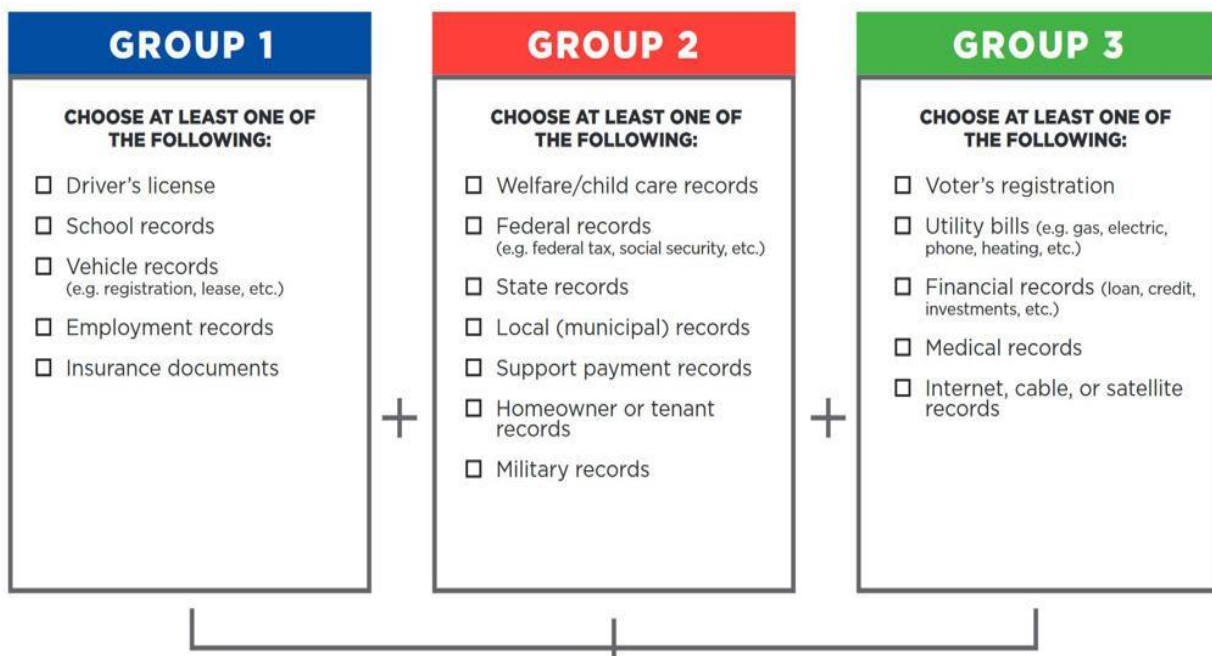 GROUP 1
CHOOSE AT LEAST ONE OF
THE FOLLOWING:
Driver's license
School records
Vehicle records
(e.g. registration, lease, etc.)
Employment records
Insurance documents
+
GROUP 2
CHOOSE AT LEAST ONE OF
THE FOLLOWING:
Welfare/child care records
Federal records
(e.g. federal tax, social security, etc.)
State records
Local (municipal) records
Support payment records
Homeowner or tenant
records
Military records
+
GROUP 3
CHOOSE AT LEAST ONE OF
THE FOLLOWING:
Voter's registration
Utility bills (e.g. gas, electric,
phone, heating, etc.)
Financial records (loan, credit,
investments, etc.)
Medical records
Internet, cable, or satellite
records